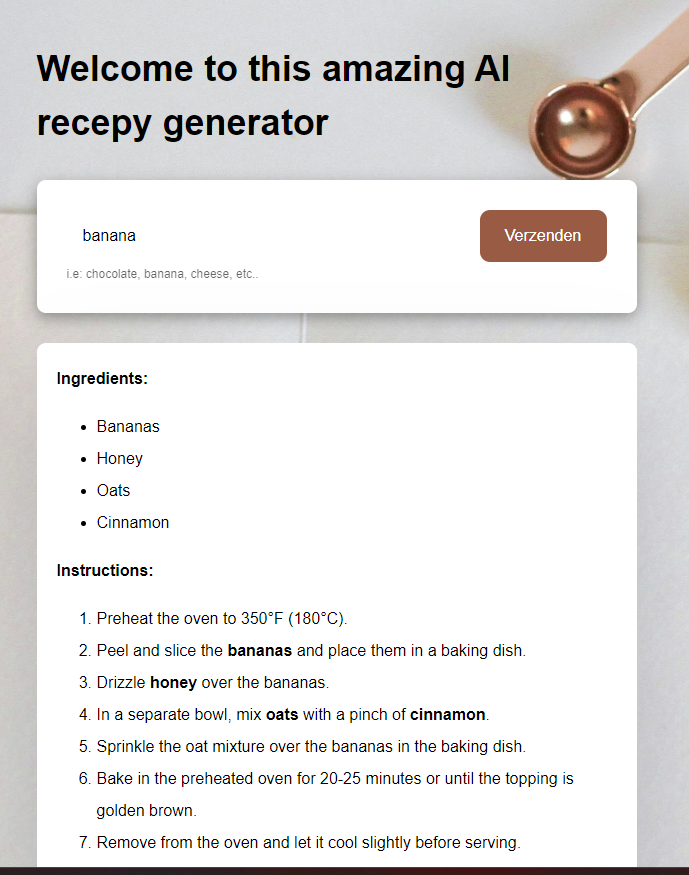 Welcome to this amazing AI
recepy generator
banana
Verzenden
i.e: chocolate, banana, cheese, etc..
Ingredients:
• Bananas
• Honey
• Oats
• Cinnamon
Instructions:
1. Preheat the oven to 350°F (180°C).
2. Peel and slice the bananas and place them in a baking dish.
3. Drizzle honey over the bananas.
4. In a separate bowl, mix oats with a pinch of cinnamon.
5. Sprinkle the oat mixture over the bananas in the baking dish.
6. Bake in the preheated oven for 20-25 minutes or until the topping is
golden brown.
7. Remove from the oven and let it cool slightly before serving.